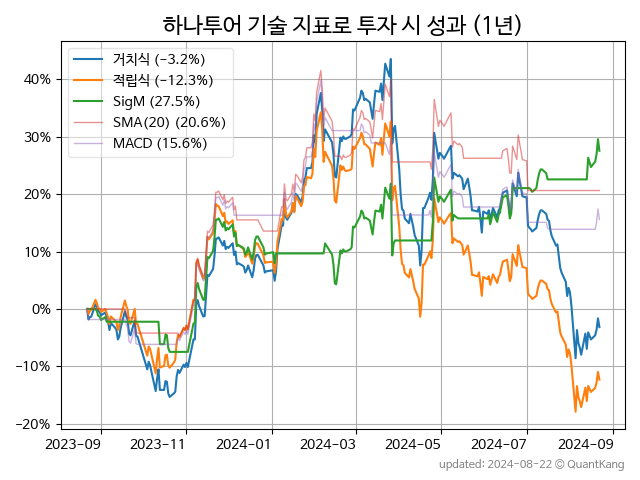 하나투어 기술 지표로 투자 시 성과 (1년)
거치식 (−3.2%)
적립식 (−12.3%)
SigM (27.5%)
SMA(20) (20.6%)
MACD (15.6%)
40%
30%
20%
10%
0%
−10%
−20%
2023-09 2023-11 2024-01 2024-03 2024-05 2024-07 2024-09
updated: 2024-08-22 ⓒ QuantKang